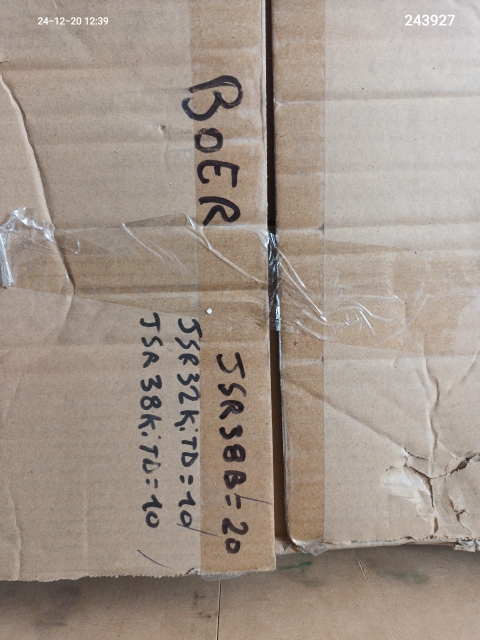 24-12-20 12:39
243927
BOER
JSR38B=20
JSR32K:TD=10
JSR38K:TD=10